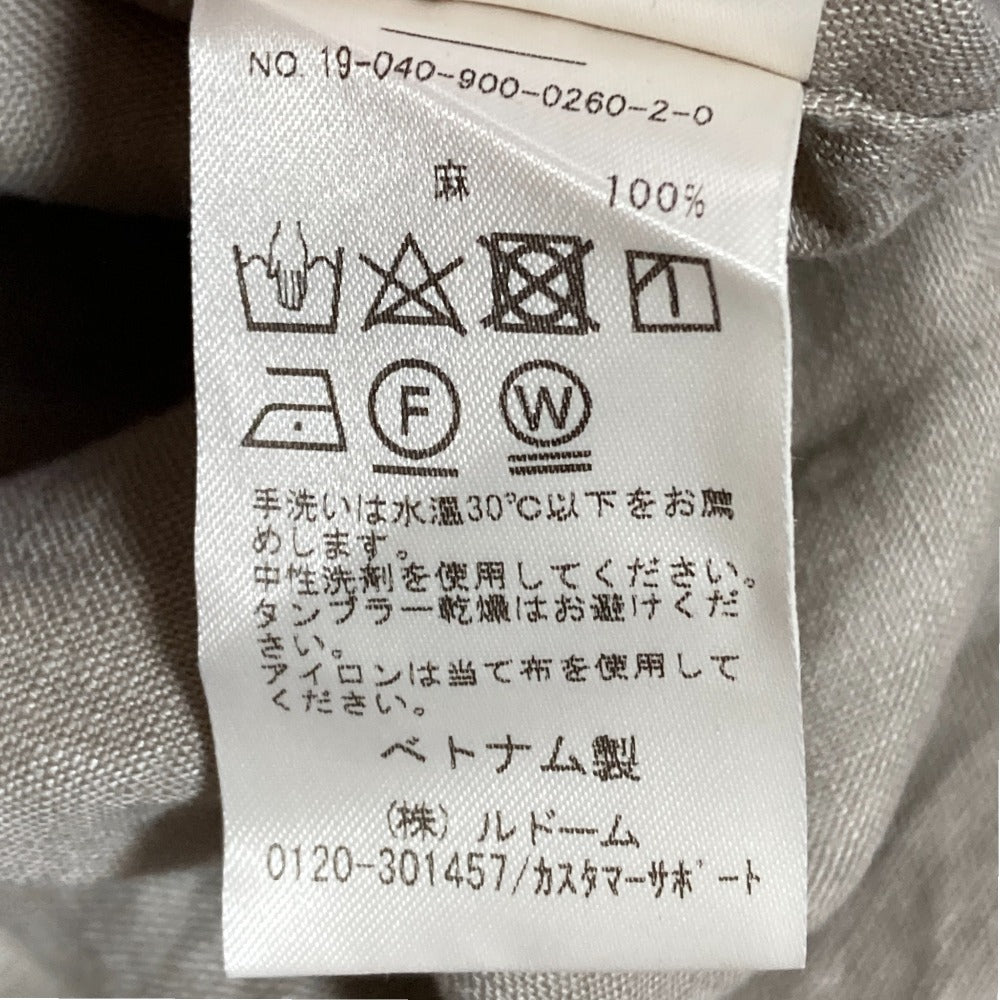 NO. 19-040-900-0260-2-0
麻 100%
F W
手洗いは水温30℃以下をお薦
めします。
中性洗剤を使用してください。
タンブラー乾燥はお避けくだ
さい。
アイロンは当て布を使用して
ください。
ベトナム製
(株) ルドーム
0120-301457/カスタマーサポート